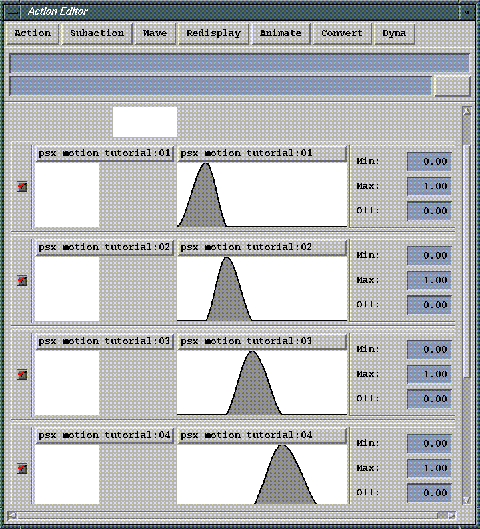 Action Editor
Action Subaction Wave Redisplay Animate Convert Dyna
psx motion tutorial:01 psx motion tutorial:01
Min: 0.00
Max: 1.00
Off: 0.00
psx motion tutorial:02 psx motion tutorial:02
Min: 0.00
Max: 1.00
Off: 0.00
psx motion tutorial:03 psx motion tutorial:03
Min: 0.00
Max: 1.00
Off: 0.00
psx motion tutorial:04 psx motion tutorial:04
Min: 0.00
Max: 1.00
Off: 0.00